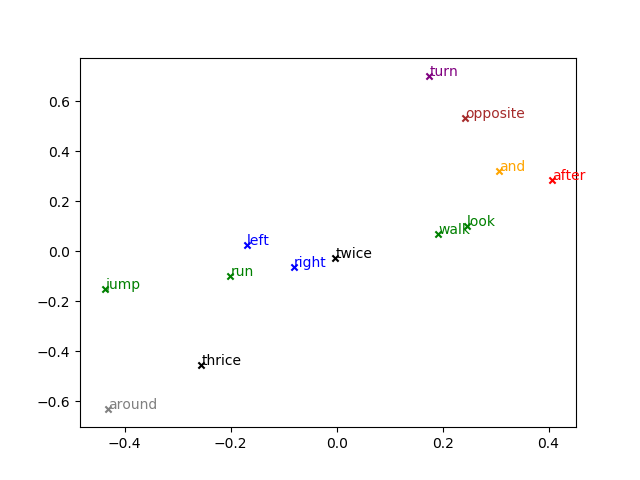 turn
0.6
opposite
0.4
and
after
0.2
look
walk
left
0.0
twice
right
run
jump
−0.2
thrice
−0.4
around
−0.6
−0.4
−0.2
0.0
0.2
0.4